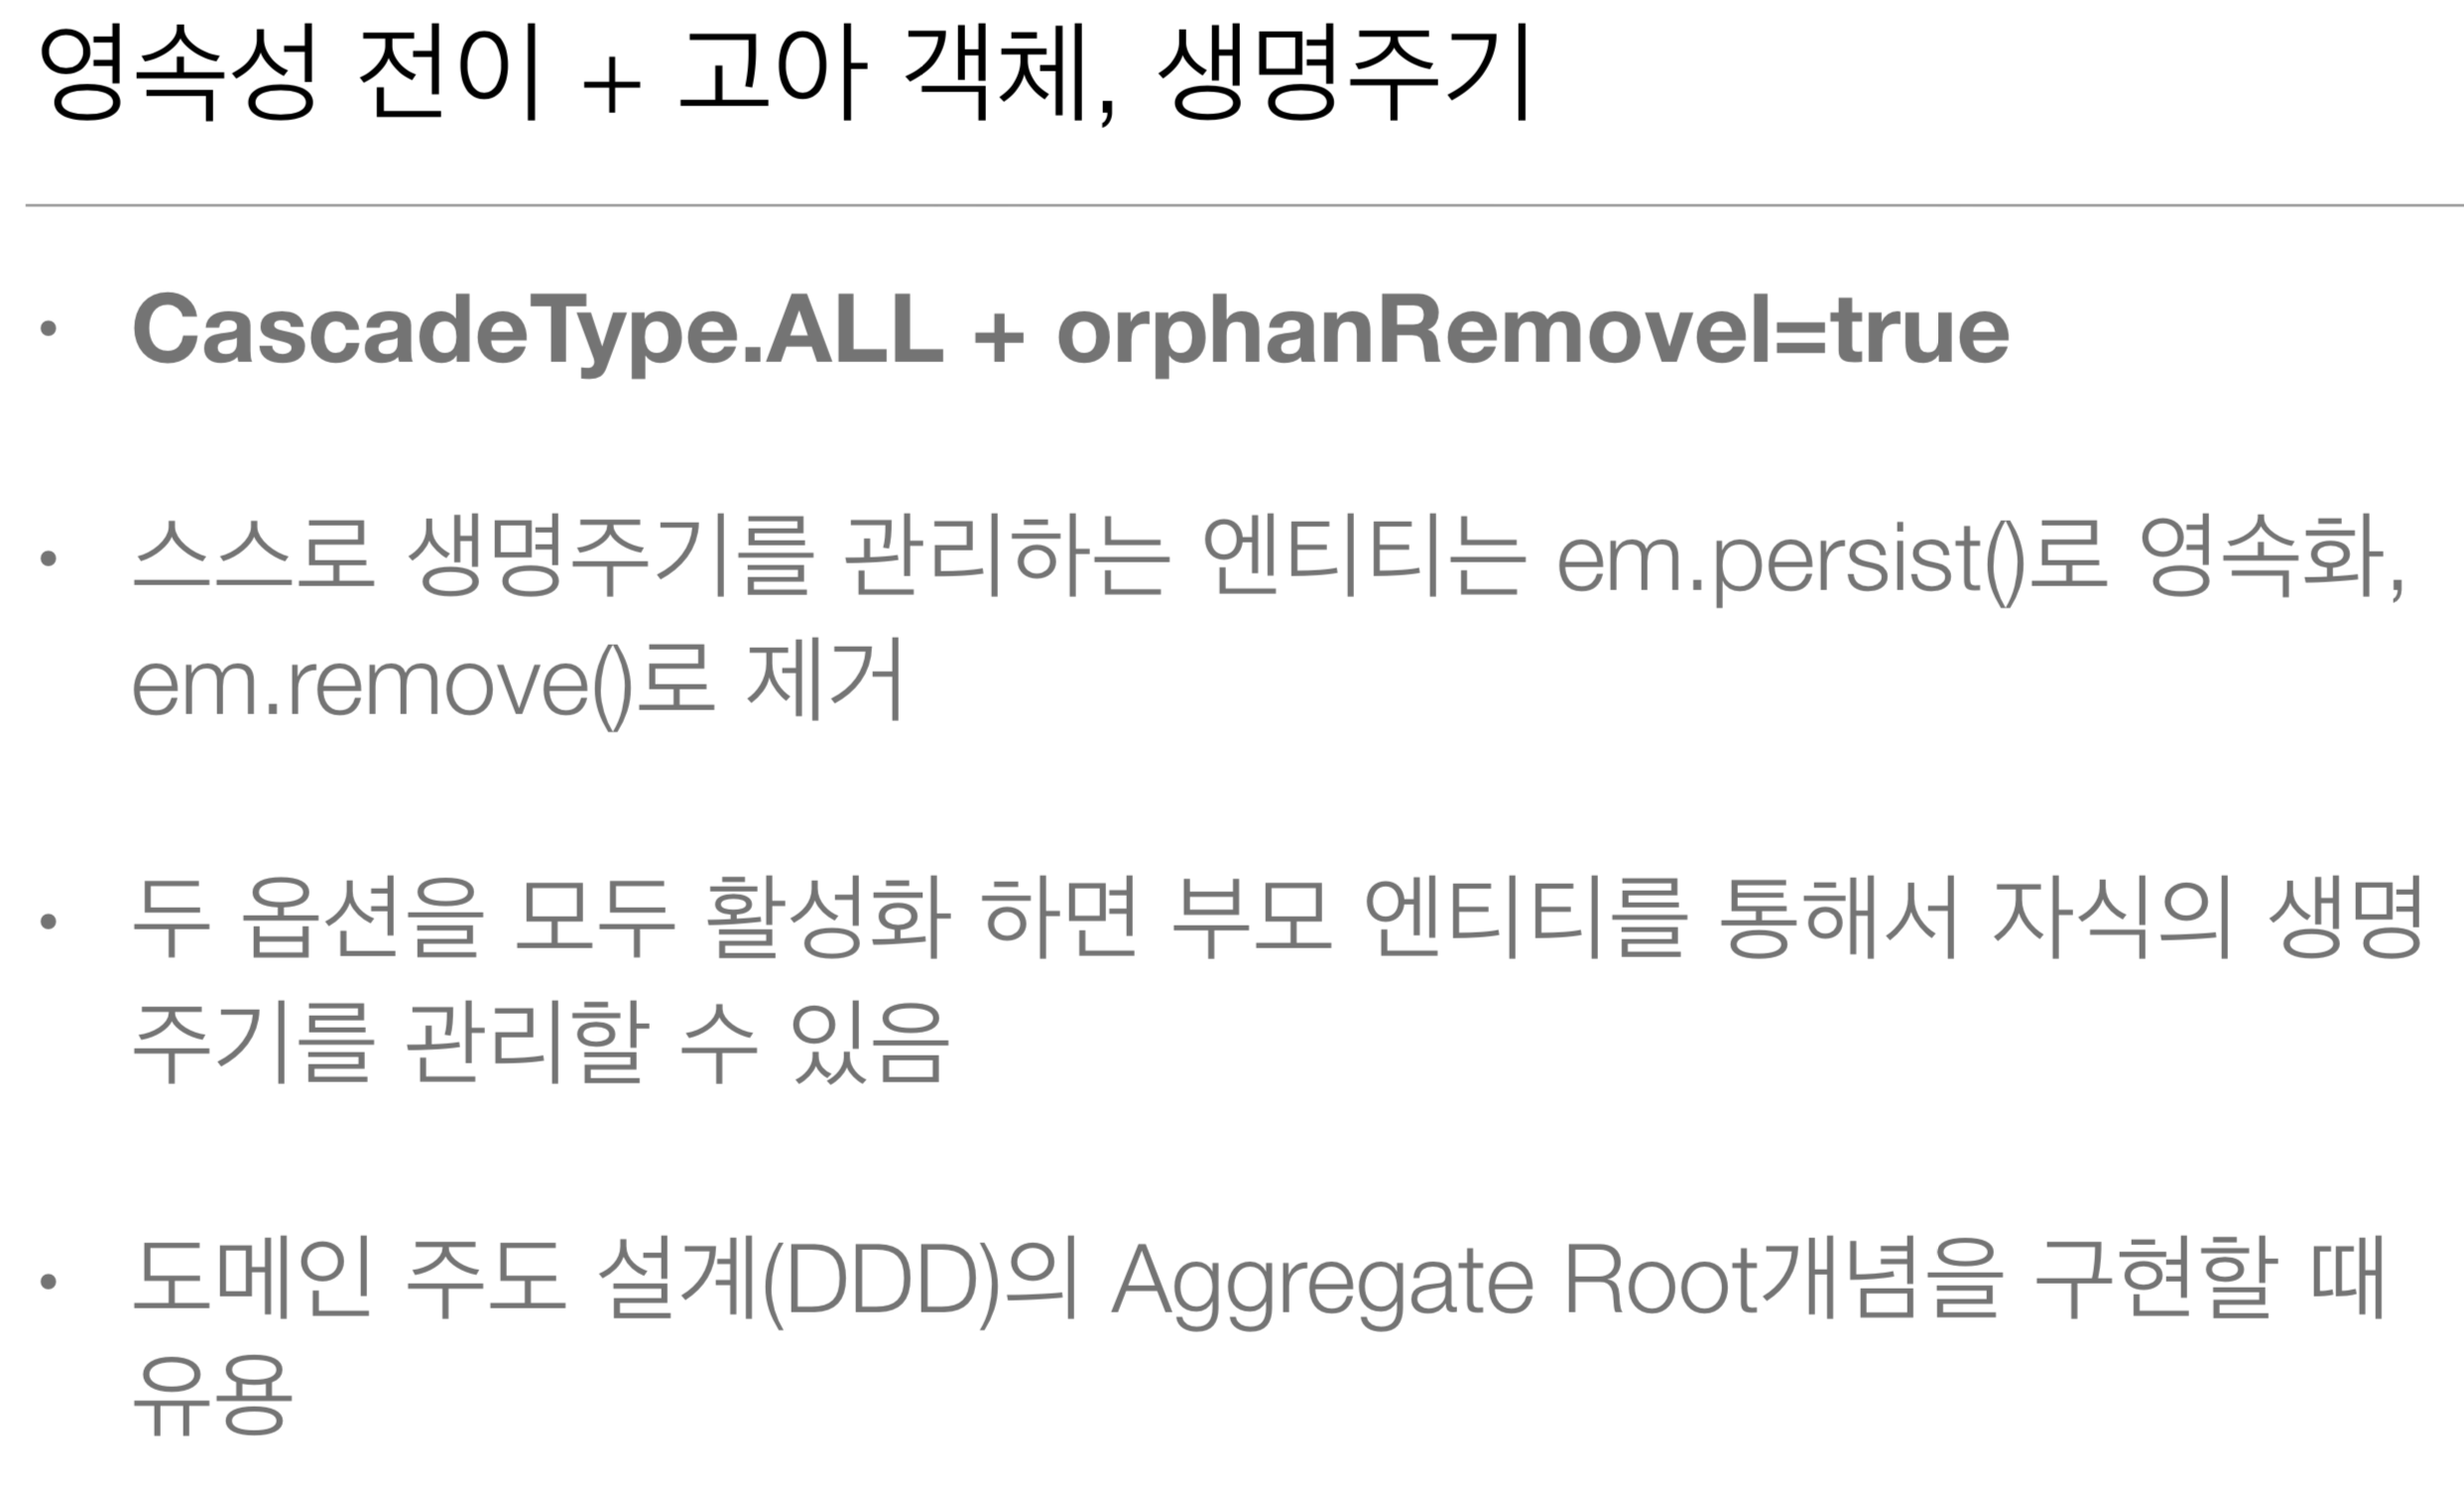 영속성 전이 + 고아 객체, 생명주기
• CascadeType.ALL + orphanRemovel=true
• 스스로 생명주기를 관리하는 엔티티는 em.persist()로 영속화,
em.remove()로 제거
• 두 옵션을 모두 활성화 하면 부모 엔티티를 통해서 자식의 생명
주기를 관리할 수 있음
• 도메인 주도 설계(DDD)의 Aggregate Root개념을 구현할 때
유용